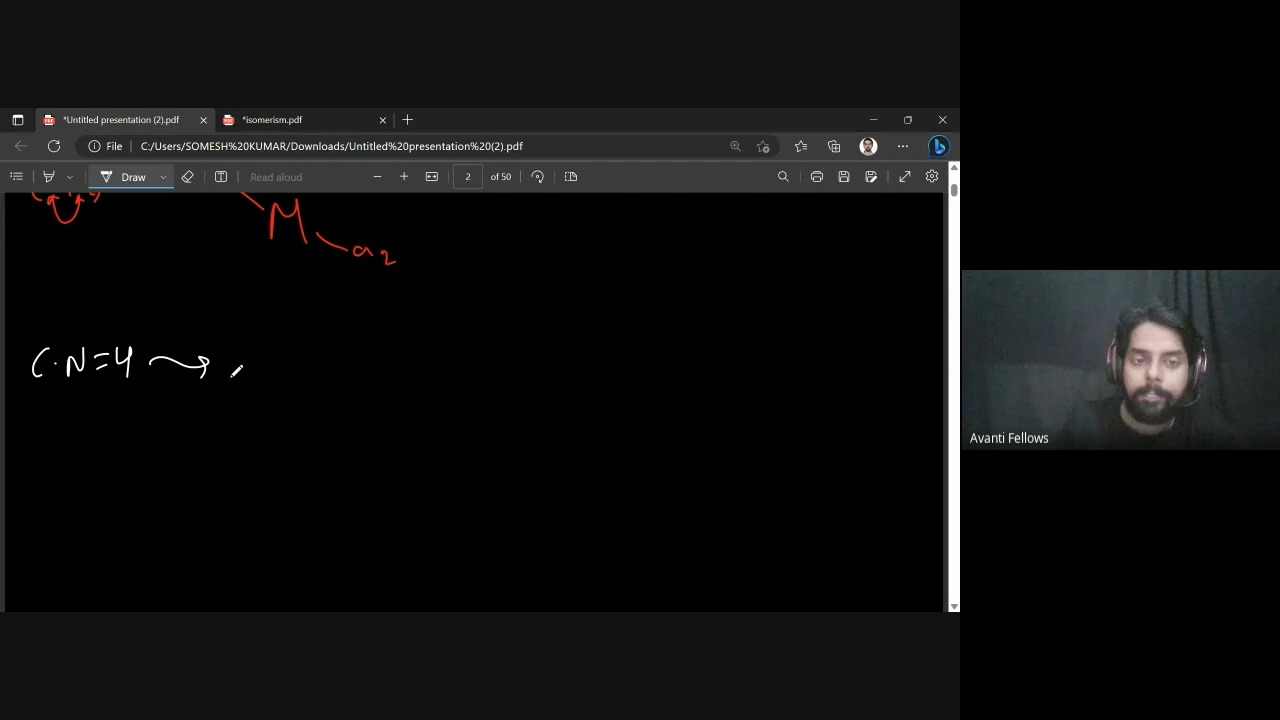 *Untitled presentation (2).pdf
*isomerism.pdf
File
C:/Users/SOMESH%20KUMAR/Downloads/Untitled%20presentation%20(2).pdf
Draw
Read aloud
2 of 50
M
a2
C.N=4
Avanti Fellows